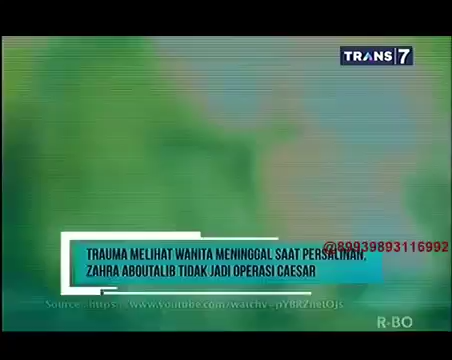 TRANS 7
TRAUMA MELIHAT WANITA MENINGGAL SAAT PERSALINAN,
ZAHRA ABOUTALIB TIDAK JADI OPERASI CAESAR
@89939893116992
R-BO